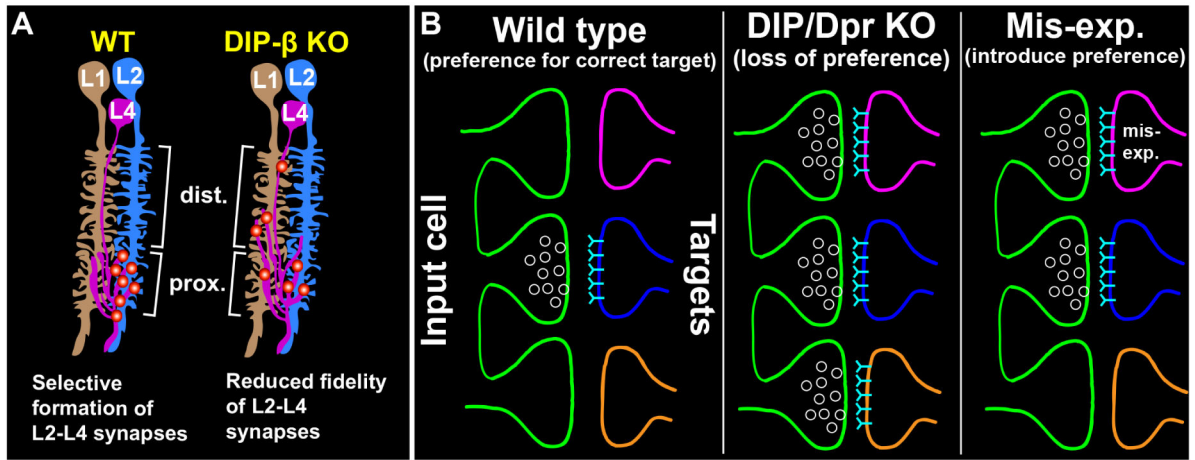 A
WT
DIP-β KO
L1
L2
L4
L1
L2
L4
dist.
prox.
Selective
formation of
L2-L4 synapses
Reduced fidelity
of L2-L4
synapses
B
Wild type
(preference for correct target)
DIP/Dpr KO
(loss of preference)
Mis-exp.
(introduce preference)
Input cell
Targets
mis-
exp.